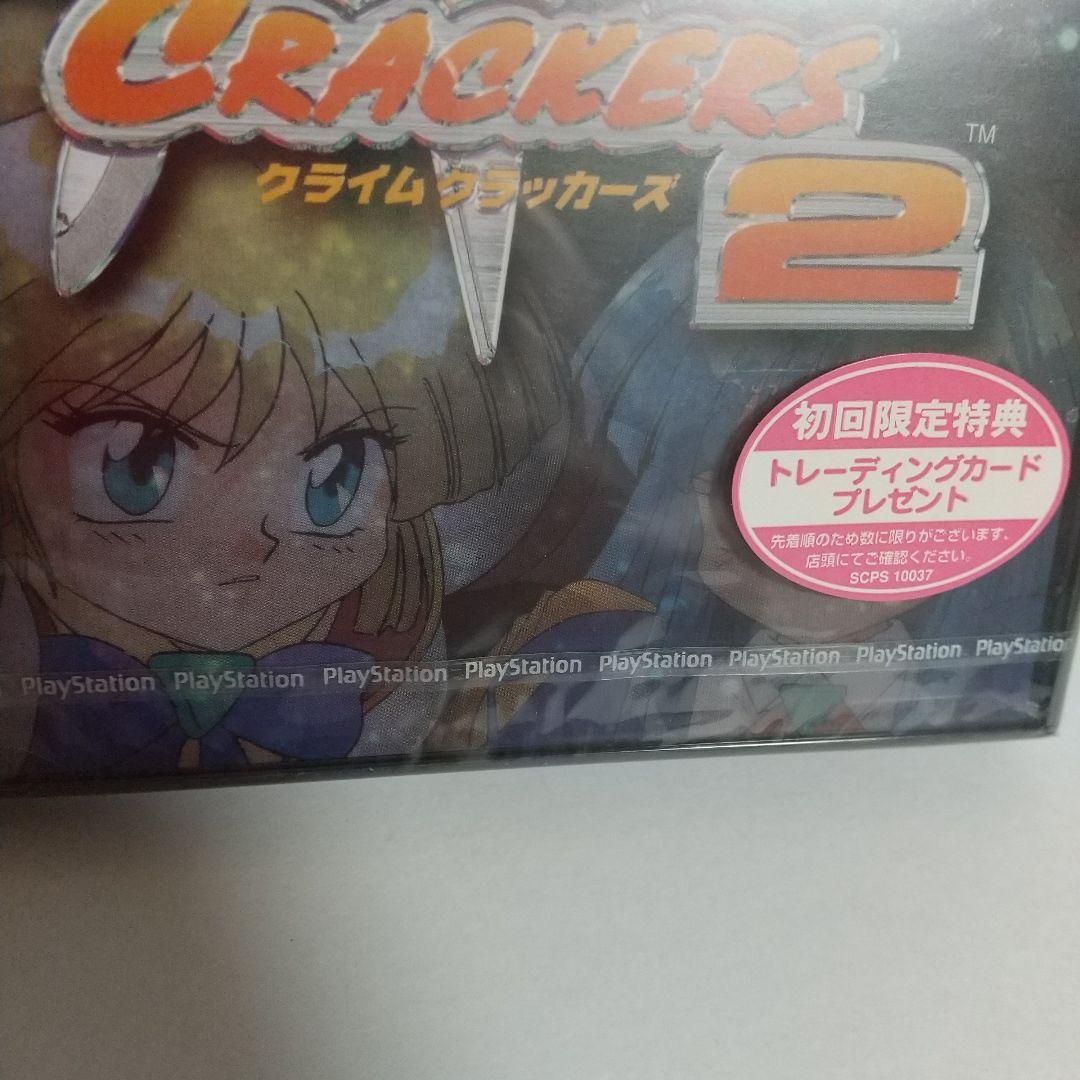 CRACKERS
TM
クライムクラッカーズ
2
初回限定特典
トレーディングカード
プレゼント
先着順のため数に限りがございます、
店頭にてご確認ください。
SCPS 10037
PlayStation PlayStation PlayStation PlayStation PlayStation PlayStation PlayStation PlayStation